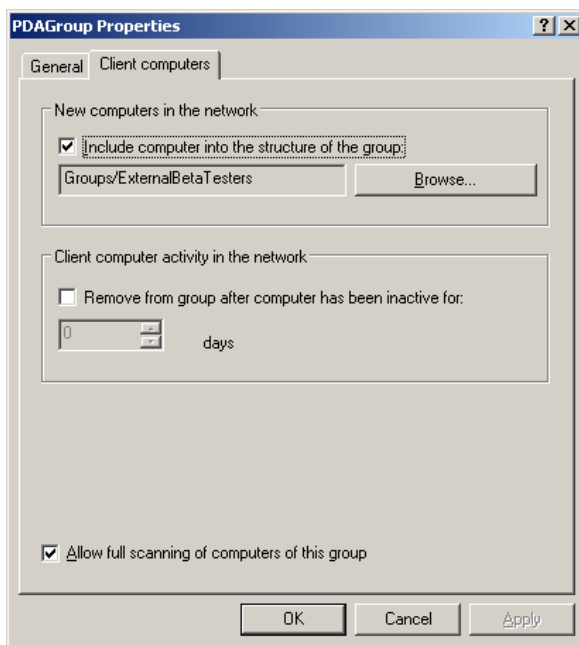 PDAGroup Properties
General
Client computers
New computers in the network
Include computer into the structure of the group:
Groups/ExternalBetaTesters
Browse...
Client computer activity in the network
Remove from group after computer has been inactive for:
0
days
Allow full scanning of computers of this group
OK
Cancel
Apply